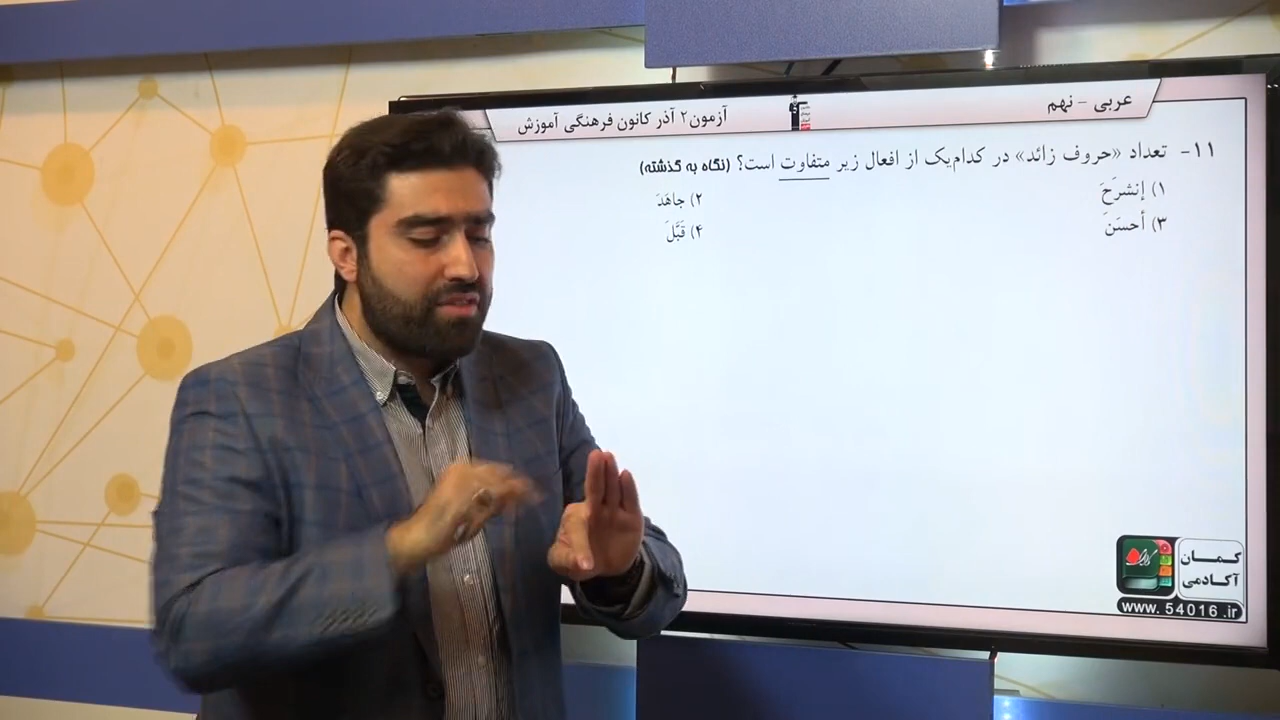 عربی - نهم
آزمون ۲ آذر کانون فرهنگی آموزش
۱۱- تعداد «حروف زائد» در کدام‌یک از افعال زیر متفاوت است؟ (نگاه به گذشته)
۱) إنشرَحَ
۲) جاهَدَ
۳) أحسَنَ
۴) قَبَّلَ
کمان
آکادمی
www.54016.ir